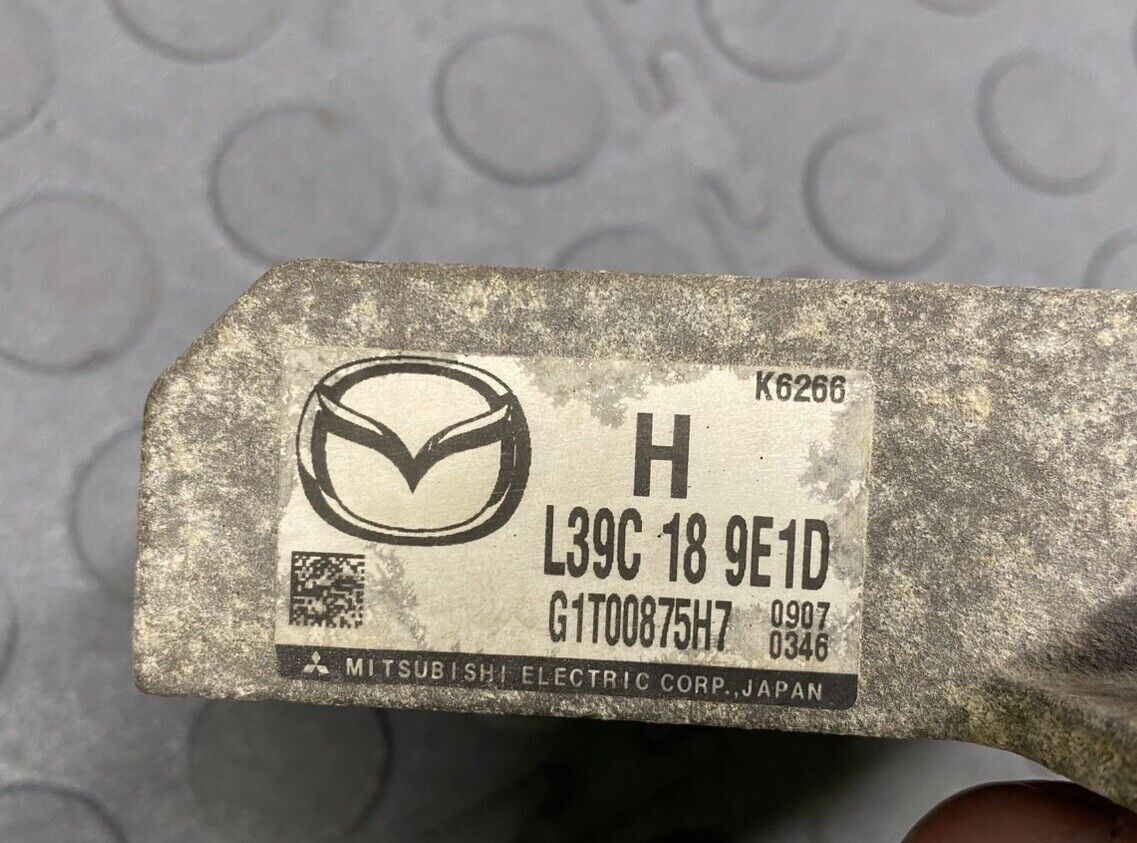 K6266
H
L39C 18 9E1D
G1T00875H7 0907
0346
MITSUBISHI ELECTRIC CORP., JAPAN